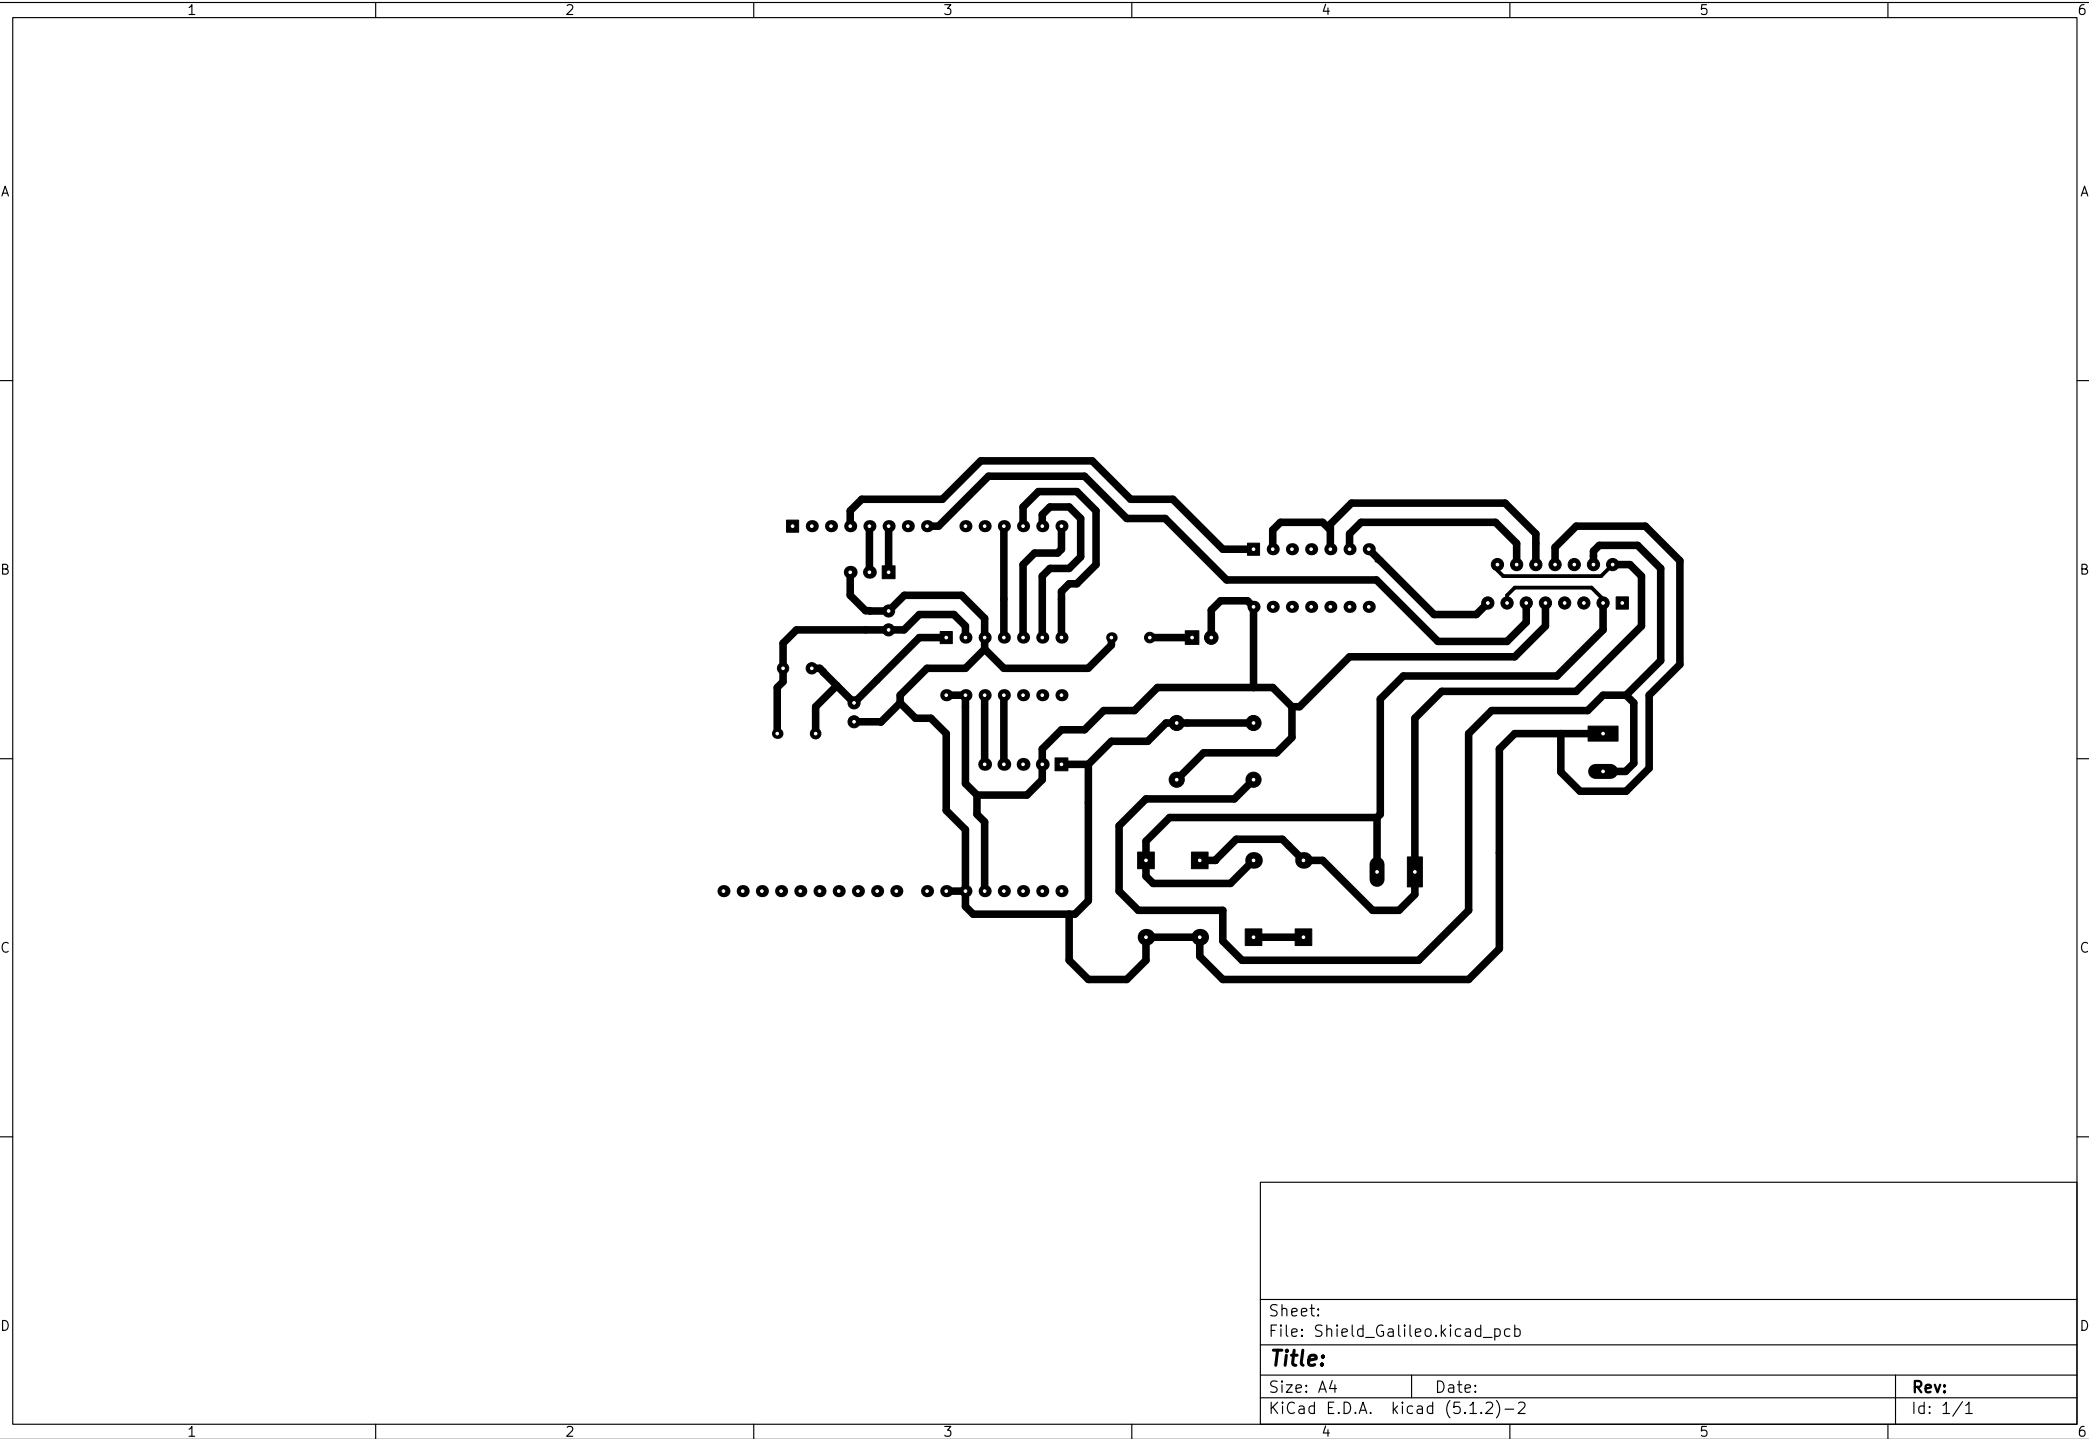 1 2 3 4 5 6
A A
B B
C C
D D
Sheet:
File: Shield_Galileo.kicad_pcb
Title:
Size: A4 Date: Rev:
KiCad E.D.A. kicad (5.1.2)-2 Id: 1/1
1 2 3 4 5 6